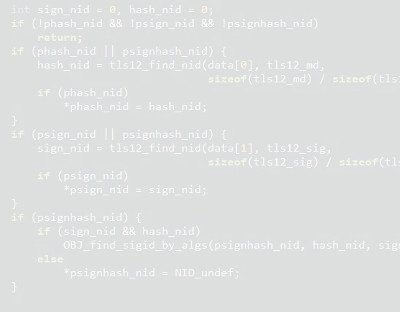 int sign_nid = 0, hash_nid = 0;
if (!phash_nid && !psign_nid && !psignhash_nid)
return;
if (phash_nid || psignhash_nid) {
hash_nid = tls12_find_nid(data[0], tls12_md,
sizeof(tls12_md) / sizeof(tls1
if (phash_nid)
*phash_nid = hash_nid;
}
if (psign_nid || psignhash_nid) {
sign_nid = tls12_find_nid(data[1], tls12_sig,
sizeof(tls12_sig) / sizeof(tl
if (psign_nid)
*psign_nid = sign_nid;
}
if (psignhash_nid) {
if (sign_nid && hash_nid)
OBJ_find_sigid_by_algs(psignhash_nid, hash_nid, sig
else
*psignhash_nid = NID_undef;
}